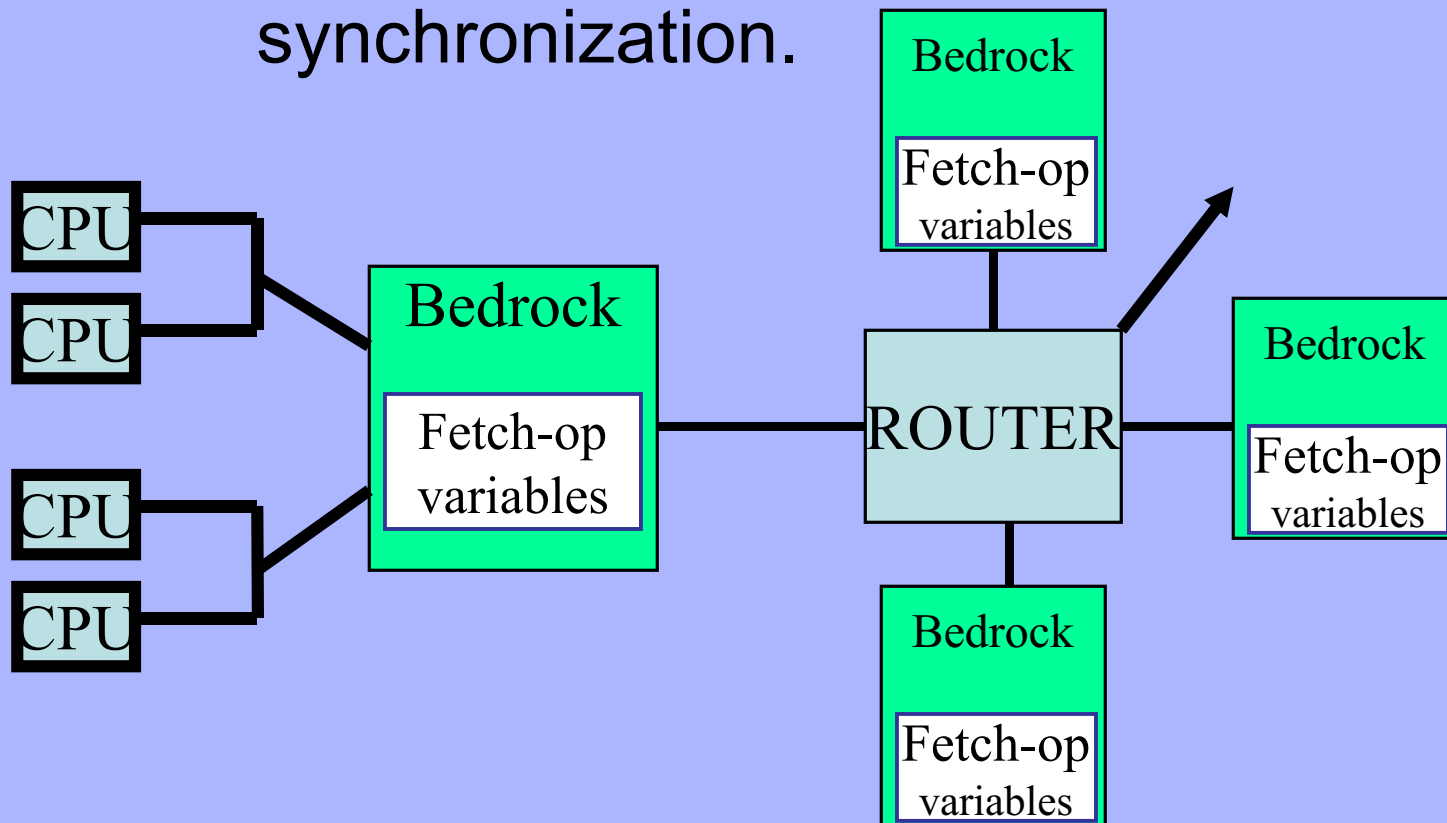 synchronization.
Bedrock
Fetch-op
variables
CPU
CPU
CPU
CPU
Bedrock
Fetch-op
variables
ROUTER
Bedrock
Fetch-op
variables
Bedrock
Fetch-op
variables